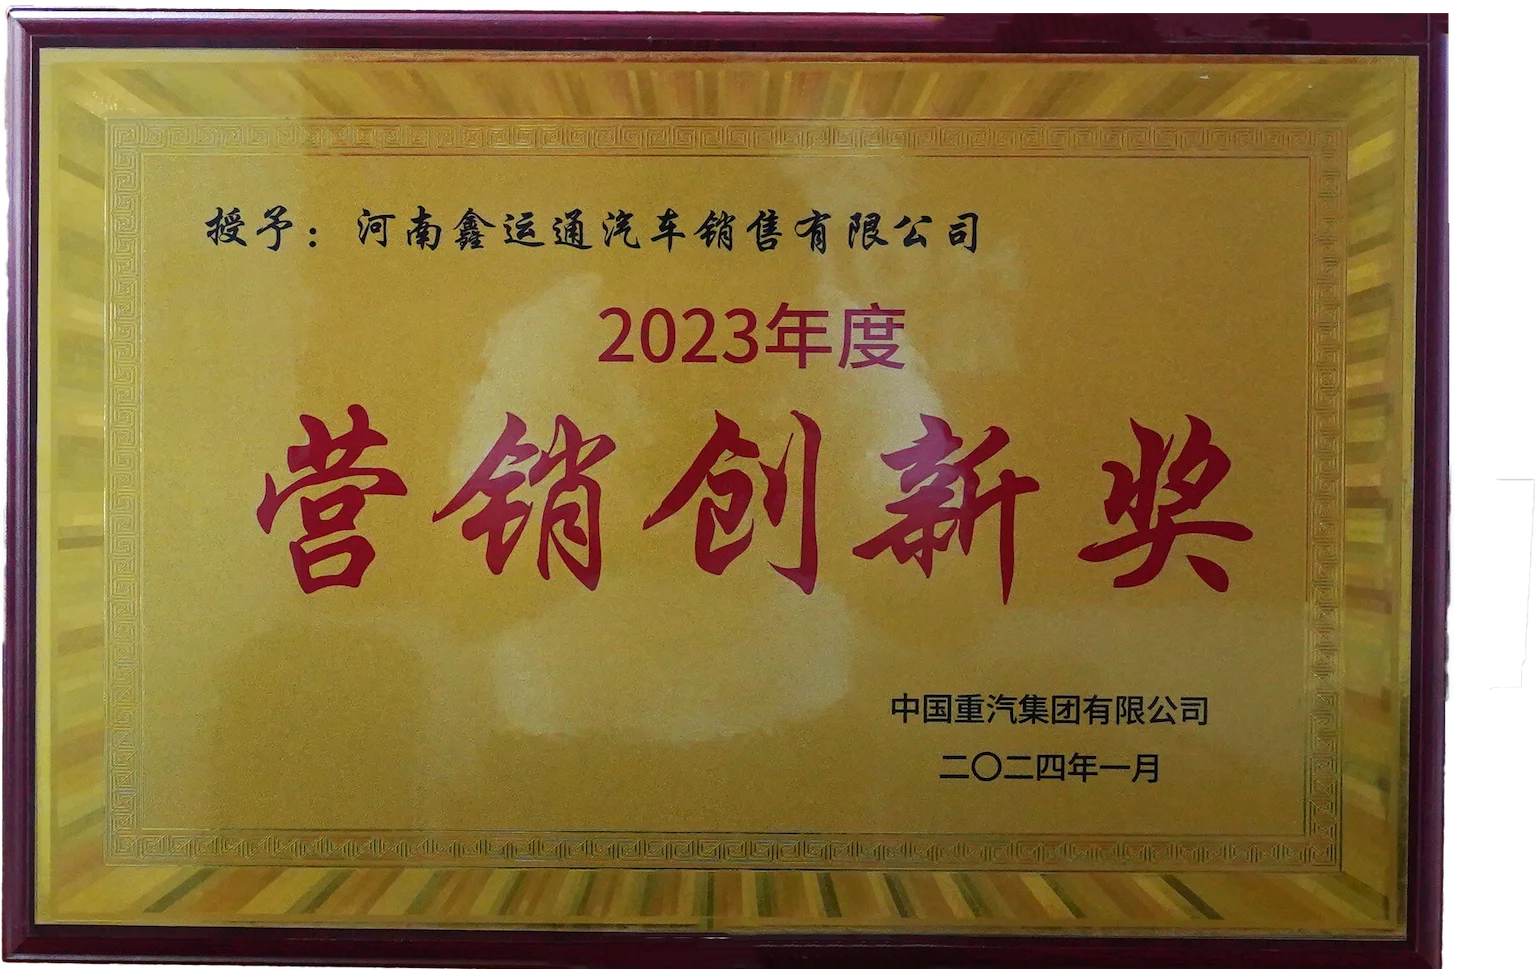 授予：河南鑫运通汽车销售有限公司
2023年度
营销创新奖
中国重汽集团有限公司
二〇二四年一月